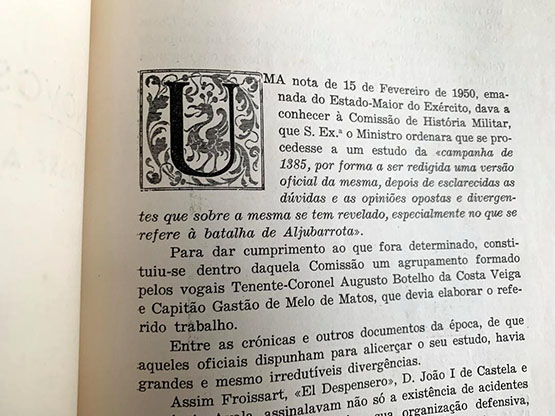 UMA nota de 15 de Fevereiro de 1950, ema-
nada do Estado-Maior do Exército, dava a
conhecer à Comissão de História Militar,
que S. Ex.ª o Ministro ordenara que se pro-
cedesse a um estudo da «campanha de
1385, por forma a ser redigida uma versão
oficial da mesma, depois de esclarecidas as
dúvidas e as opiniões opostas e divergen-
tes que sobre a mesma se tem revelado, especialmente no que se
refere à batalha de Aljubarrota».
Para dar cumprimento ao que fora determinado, consti-
tuiu-se dentro daquela Comissão um agrupamento formado
pelos vogais Tenente-Coronel Augusto Botelho da Costa Veiga
e Capitão Gastão de Melo de Matos, que devia elaborar o refe-
rido trabalho.
Entre as crónicas e outros documentos da época, de que
aqueles oficiais dispunham para alicerçar o seu estudo, havia
grandes e mesmo irredutíveis divergências.
Assim Froissart, «El Despensero», D. João I de Castela e
assinalavam não só a existência de acidentes
sua organização defensiva,